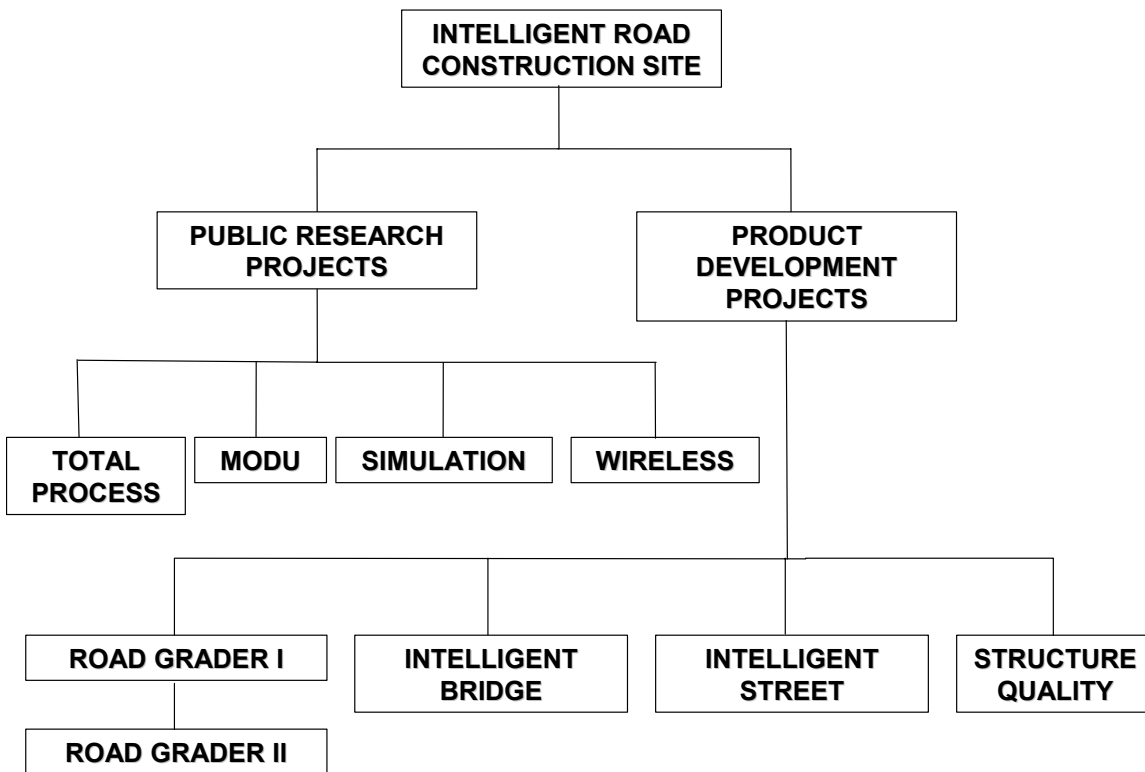 INTELLIGENT ROAD
CONSTRUCTION SITE
PUBLIC RESEARCH
PROJECTS
PRODUCT
DEVELOPMENT
PROJECTS
TOTAL
PROCESS
MODU
SIMULATION
WIRELESS
ROAD GRADER I
INTELLIGENT
BRIDGE
INTELLIGENT
STREET
STRUCTURE
QUALITY
ROAD GRADER II